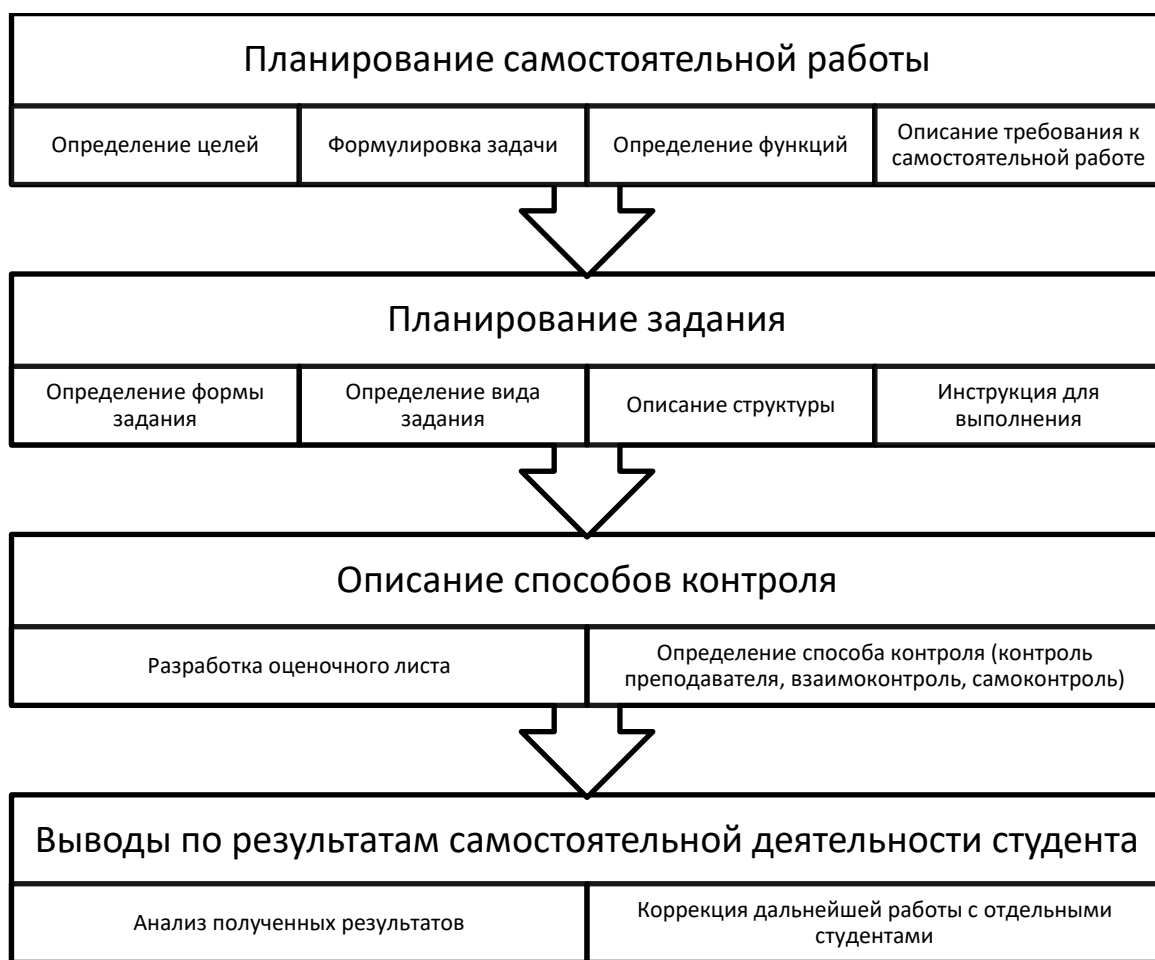 Планирование самостоятельной работы
Определение целей
Формулировка задачи
Определение функций
Описание требования к
самостоятельной работе
Планирование задания
Определение формы
задания
Определение вида
задания
Описание структуры
Инструкция для
выполнения
Описание способов контроля
Разработка оценочного листа
Определение способа контроля (контроль
преподавателя, взаимоконтроль, самоконтроль)
Выводы по результатам самостоятельной деятельности студента
Анализ полученных результатов
Коррекция дальнейшей работы с отдельными
студентами